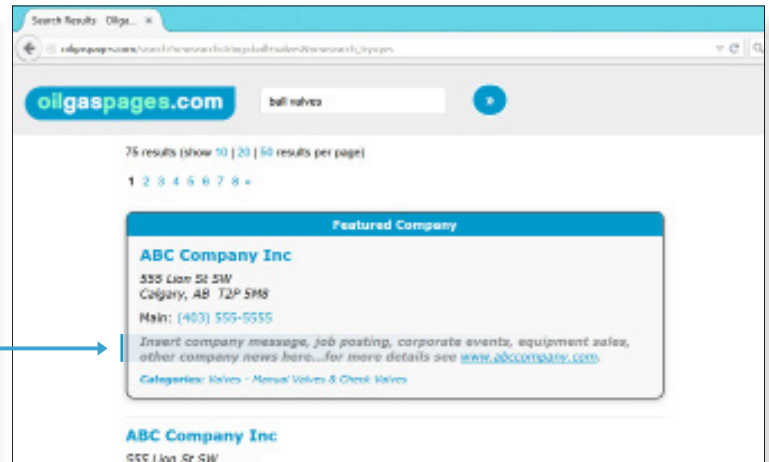 Search Results
oilgaspages.com
ball valves
»
75 results (show 10 | 20 | 50 results per page)
1 2 3 4 5 6 7 8 »
Featured Company
ABC Company Inc
555 Lion St SW
Calgary, AB T2P 5M8
Main: (403) 555-5555
Insert company message, job posting, corporate events, equipment sales,
other company news here...for more details see www.abccompany.com.
Categories: Valves - Manual Valves & Check Valves
ABC Company Inc
555 Lion St SW